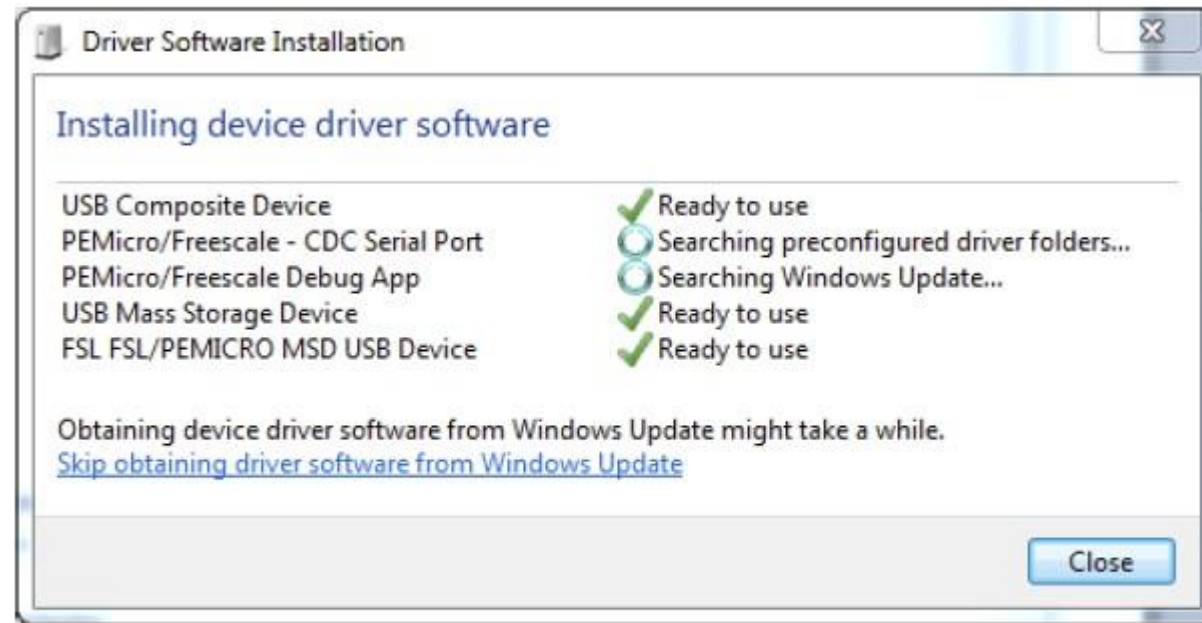 Driver Software Installation
Installing device driver software
USB Composite Device Ready to use
PEMicro/Freescale - CDC Serial Port Searching preconfigured driver folders...
PEMicro/Freescale Debug App Searching Windows Update...
USB Mass Storage Device Ready to use
FSL FSL/PEMICRO MSD USB Device Ready to use
Obtaining device driver software from Windows Update might take a while.
Skip obtaining driver software from Windows Update
Close